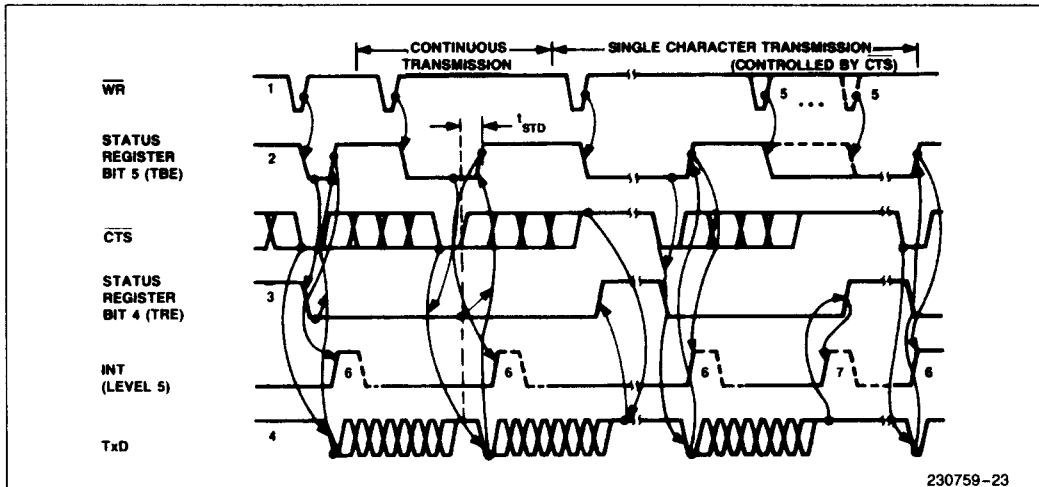 CONTINUOUS TRANSMISSION
SINGLE CHARACTER TRANSMISSION
(CONTROLLED BY CTS)
WR
1
5 ... 5
STATUS REGISTER BIT 5 (TBE)
2
tSTD
CTS
STATUS REGISTER BIT 4 (TRE)
3
INT (LEVEL 5)
6 6 6 7 6
TxD
4
230759-23